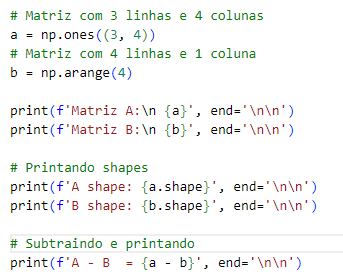 # Matriz com 3 linhas e 4 colunas
a = np.ones((3, 4))
# Matriz com 4 linhas e 1 coluna
b = np.arange(4)
print(f'Matriz A:\n {a}', end='\n\n')
print(f'Matriz B:\n {b}', end='\n\n')
# Printando shapes
print(f'A shape: {a.shape}', end='\n\n')
print(f'B shape: {b.shape}', end='\n\n')
# Subtraindo e printando
print(f'A - B  = {a - b}', end='\n\n')